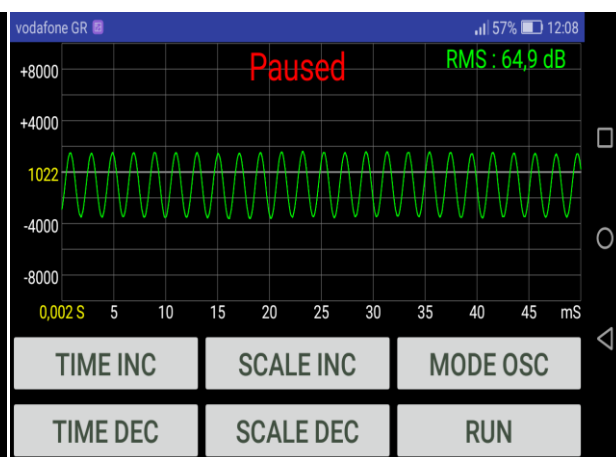 vodafone GR 57% 12:08
Paused
RMS : 64,9 dB
+8000
+4000
1022
-4000
-8000
0,002 S 5 10 15 20 25 30 35 40 45 mS
TIME INC SCALE INC MODE OSC
TIME DEC SCALE DEC RUN